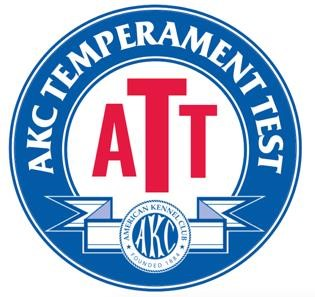 AKC TEMPERAMENT TEST
ATT
AMERICAN KENNEL CLUB
AKC
FOUNDED 1884